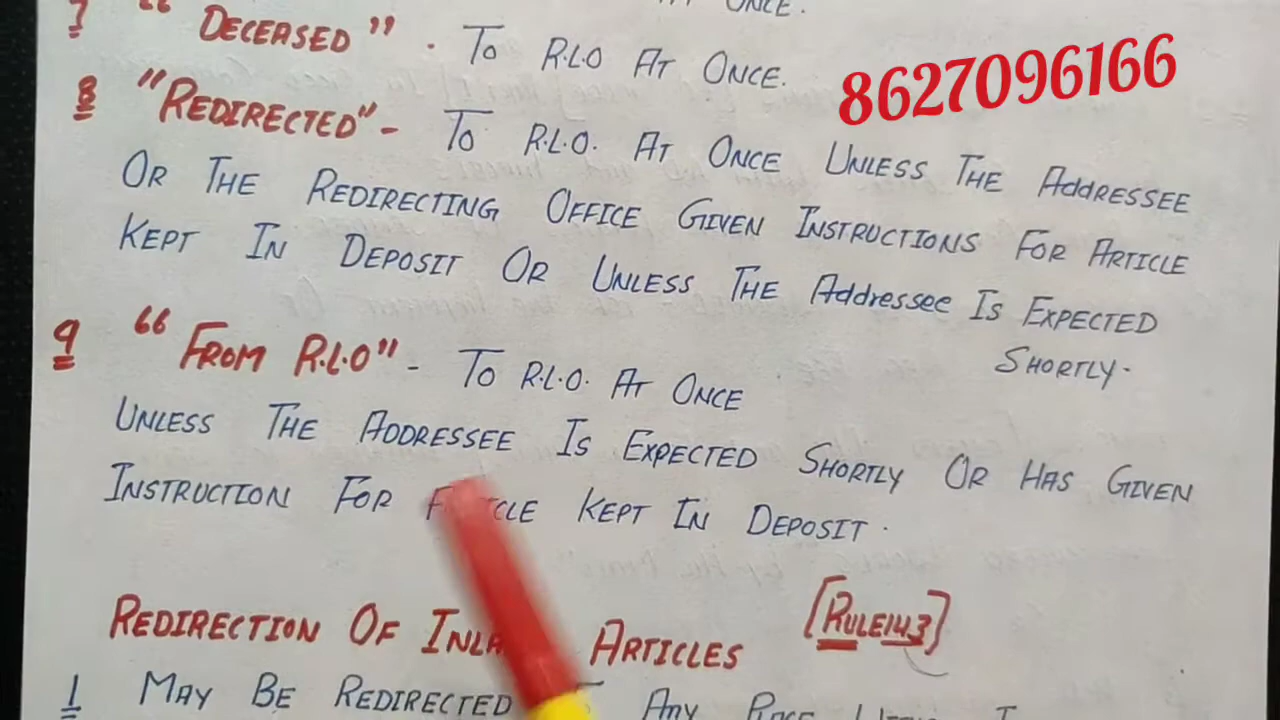 ONCE.
7 "DECEASED" . TO R.L.O AT ONCE.
8627096166
8 "REDIRECTED" - TO R.L.O. AT ONCE UNLESS THE ADDRESSEE
OR THE REDIRECTING OFFICE GIVEN INSTRUCTIONS FOR ARTICLE
KEPT IN DEPOSIT OR UNLESS THE Addressee IS EXPECTED
SHORTLY.
9 "FROM R.L.O" - TO R.L.O. AT ONCE
UNLESS THE ADDRESSEE IS EXPECTED SHORTLY OR HAS GIVEN
INSTRUCTION FOR KEPT IN DEPOSIT.
REDIRECTION OF ARTICLES [RULE 143]
1 MAY BE REDIRECTED ANY